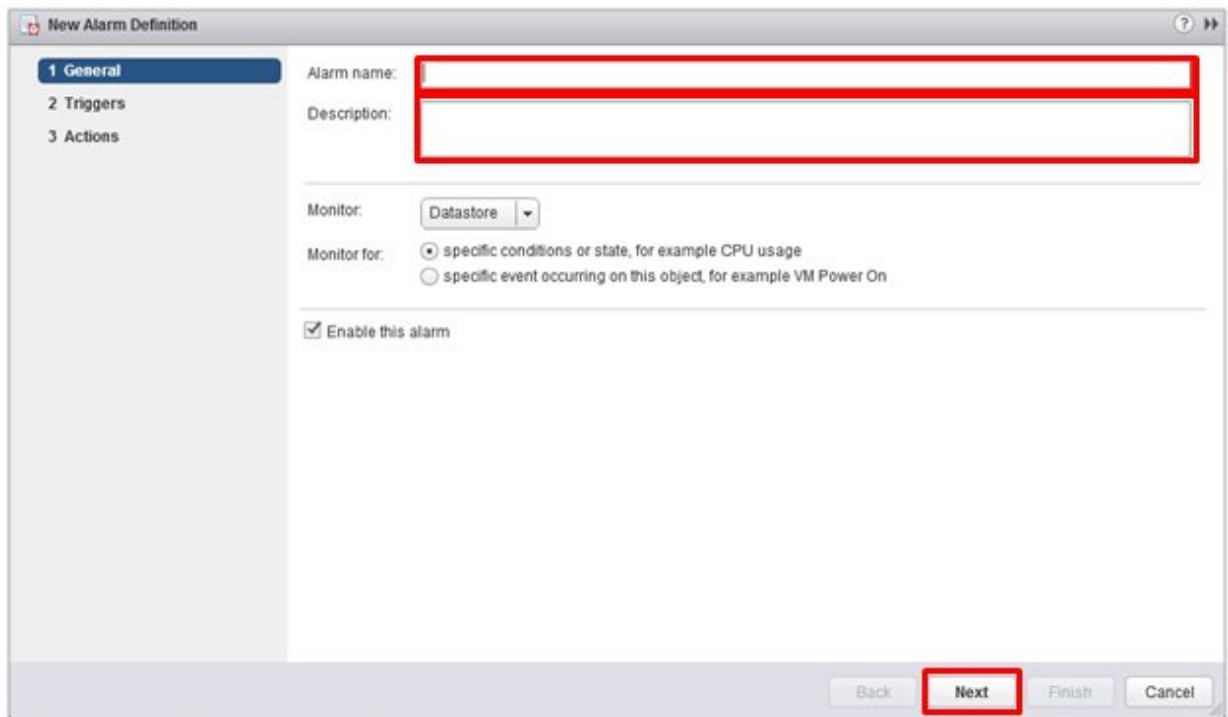 New Alarm Definition ?
1 General
2 Triggers
3 Actions
Alarm name:
Description:
Monitor: Datastore
Monitor for: specific conditions or state, for example CPU usage
specific event occurring on this object, for example VM Power On
Enable this alarm
Back Next Finish Cancel